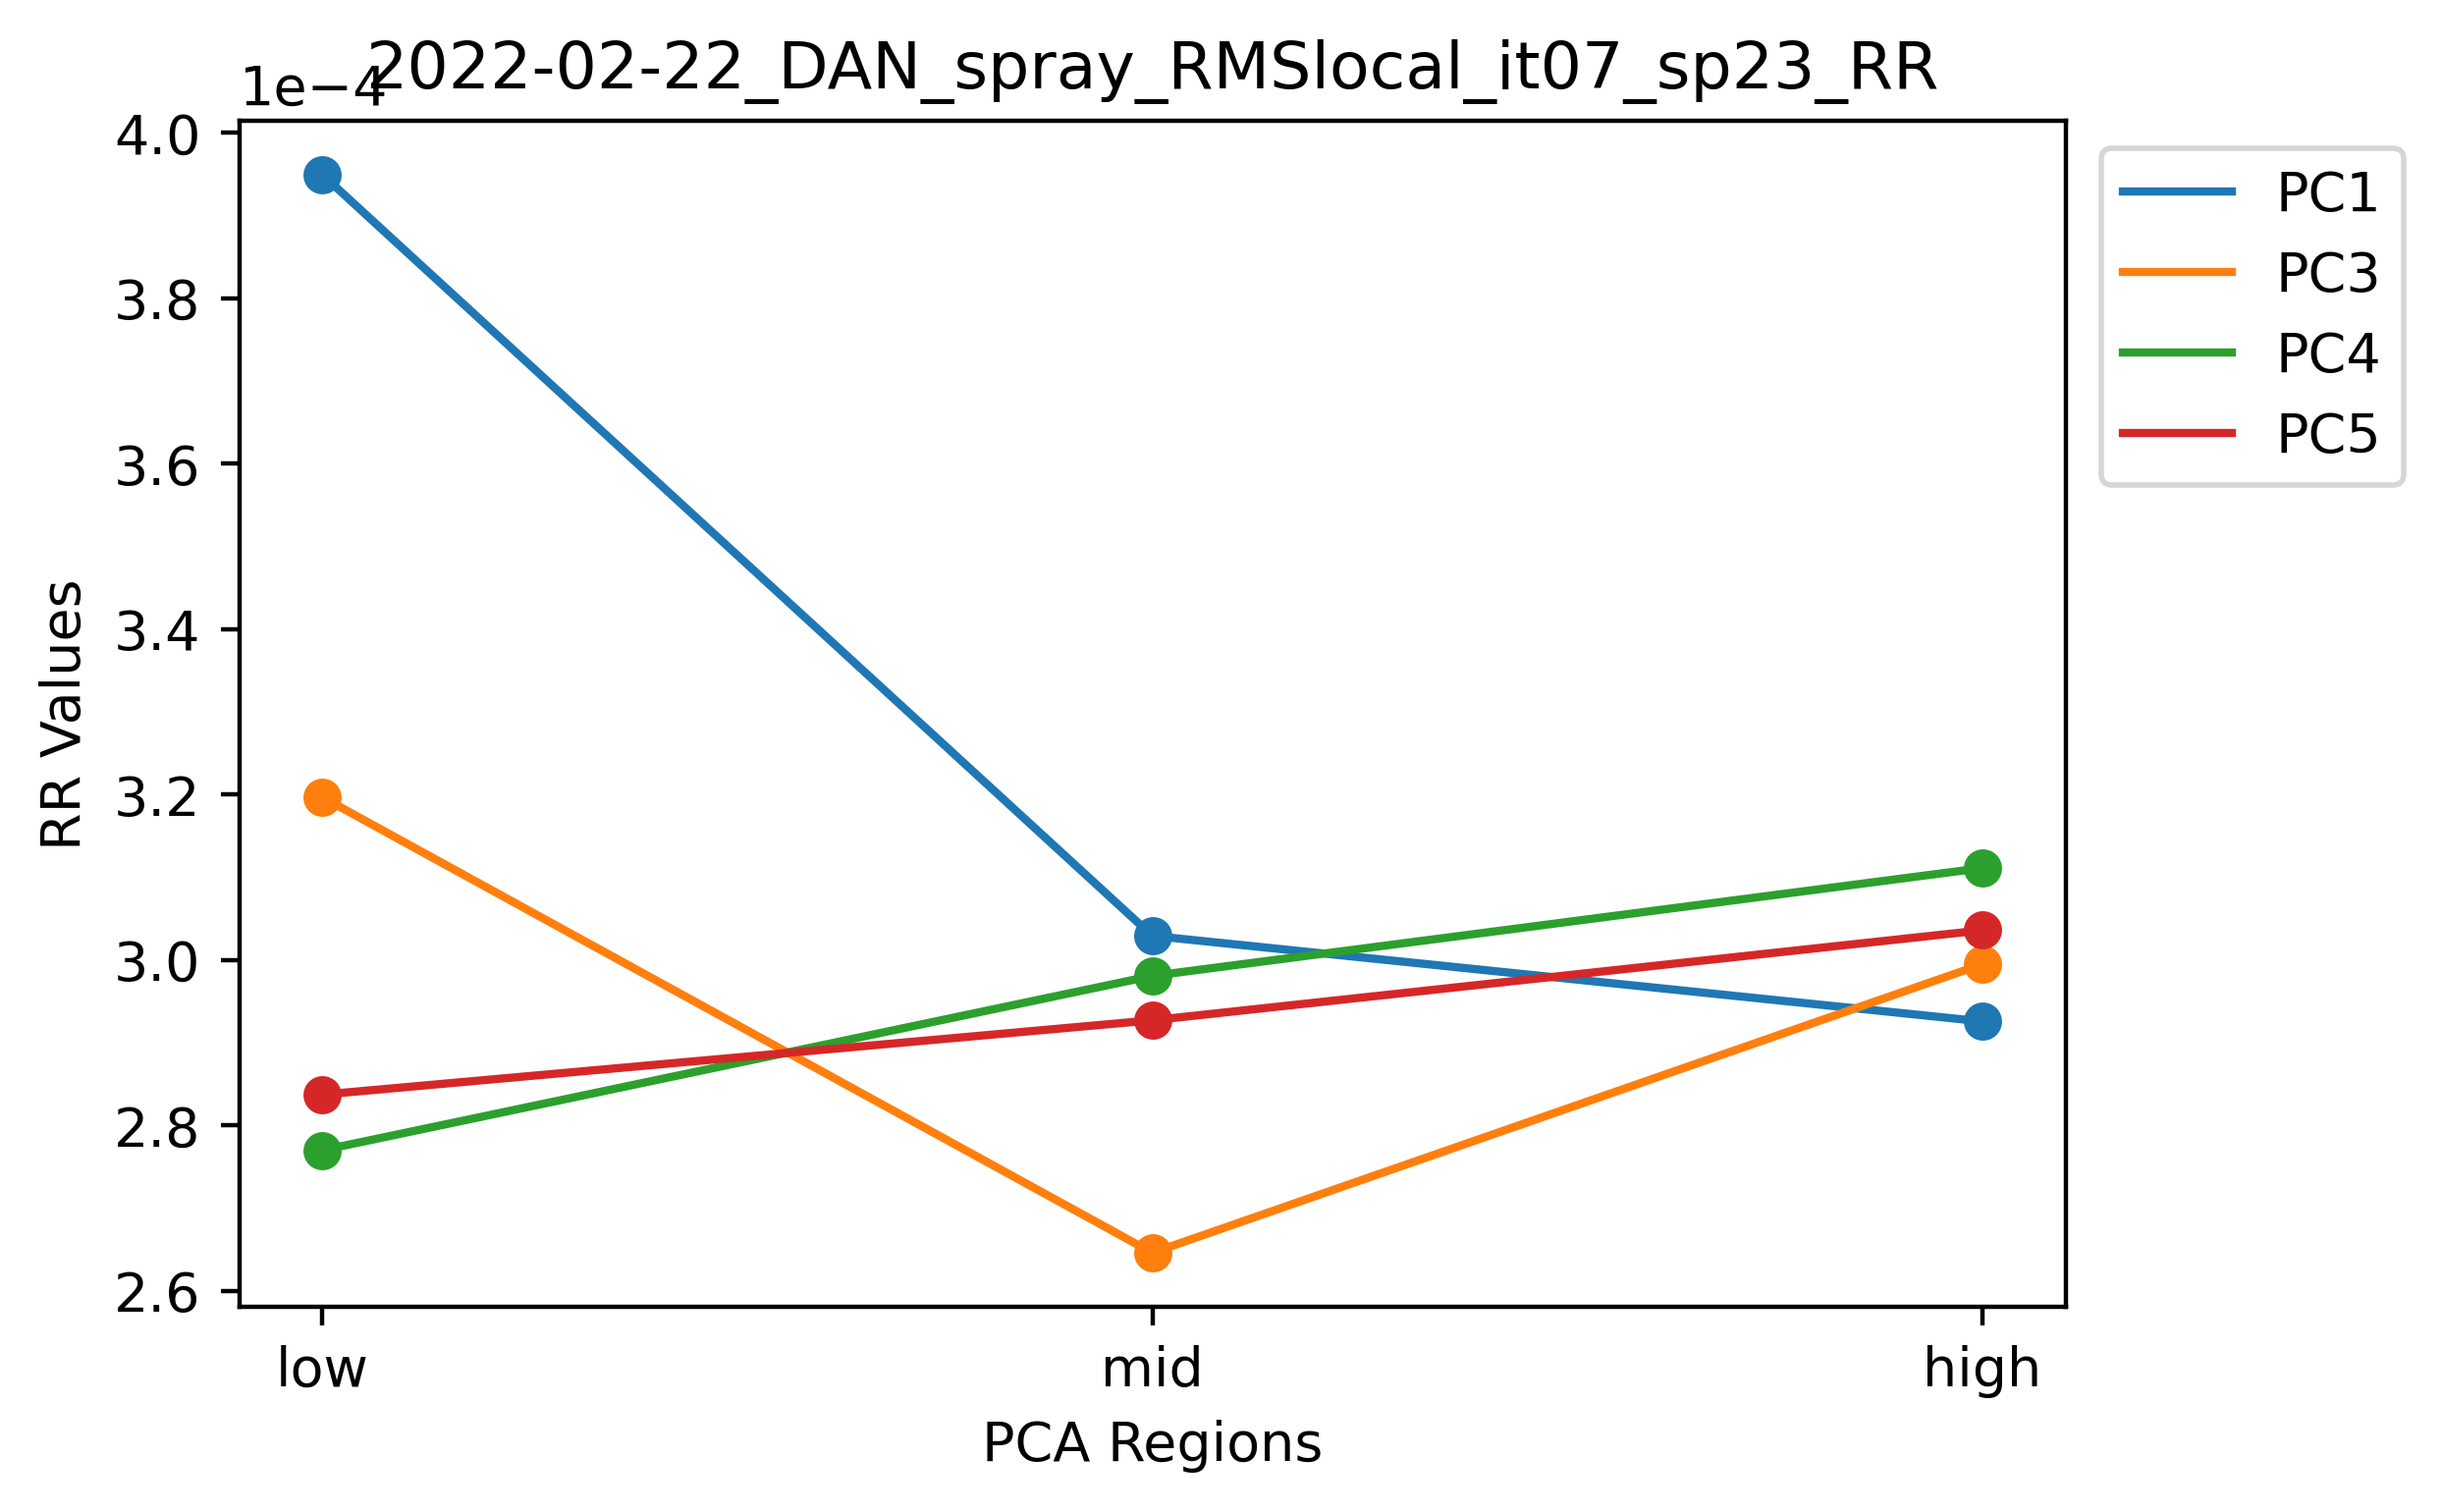 2022-02-22_DAN_spray_RMSlocal_it07_sp23_RR
1e−4
4.0
3.8
3.6
3.4
3.2
3.0
2.8
2.6
RR Values
low
mid
high
PCA Regions
PC1
PC3
PC4
PC5